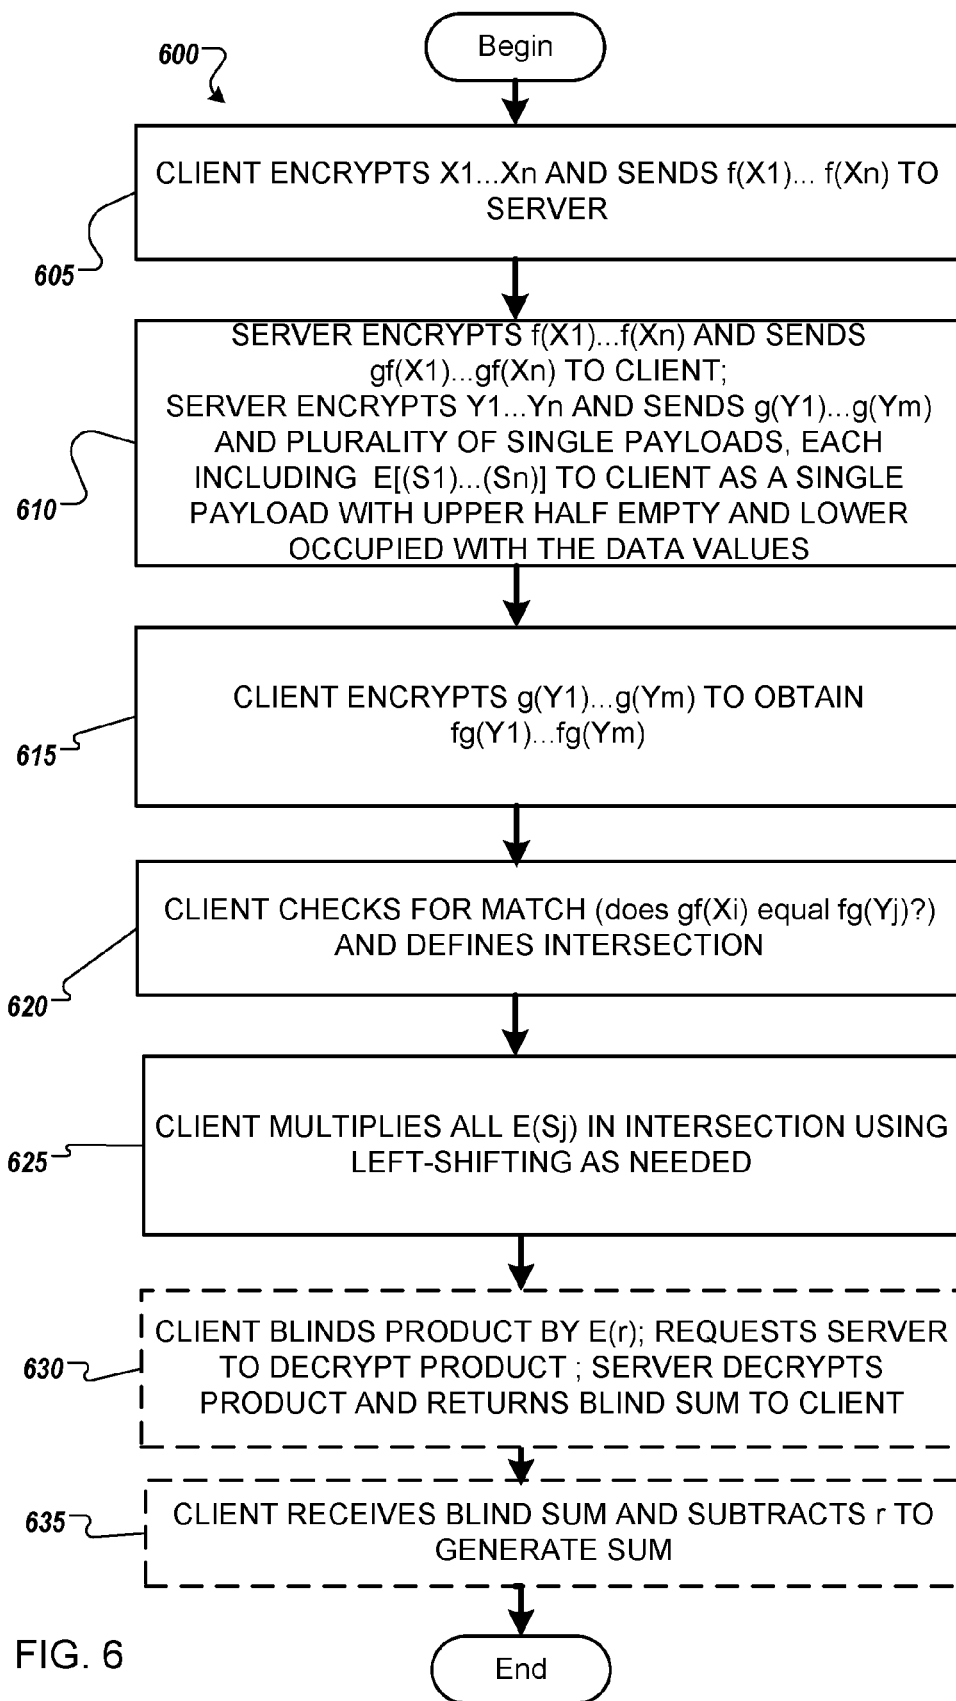 Begin
600
CLIENT ENCRYPTS X1...Xn AND SENDS f(X1)... f(Xn) TO
SERVER
605
SERVER ENCRYPTS f(X1)...f(Xn) AND SENDS
gf(X1)...gf(Xn) TO CLIENT;
SERVER ENCRYPTS Y1...Yn AND SENDS g(Y1)...g(Ym)
AND PLURALITY OF SINGLE PAYLOADS, EACH
INCLUDING E[(S1)...(Sn)] TO CLIENT AS A SINGLE
PAYLOAD WITH UPPER HALF EMPTY AND LOWER
OCCUPIED WITH THE DATA VALUES
610
CLIENT ENCRYPTS g(Y1)...g(Ym) TO OBTAIN
fg(Y1)...fg(Ym)
615
CLIENT CHECKS FOR MATCH (does gf(Xi) equal fg(Yj)?)
AND DEFINES INTERSECTION
620
CLIENT MULTIPLIES ALL E(Sj) IN INTERSECTION USING
LEFT-SHIFTING AS NEEDED
625
CLIENT BLINDS PRODUCT BY E(r); REQUESTS SERVER
TO DECRYPT PRODUCT ; SERVER DECRYPTS
PRODUCT AND RETURNS BLIND SUM TO CLIENT
630
CLIENT RECEIVES BLIND SUM AND SUBTRACTS r TO
GENERATE SUM
635
End
FIG. 6